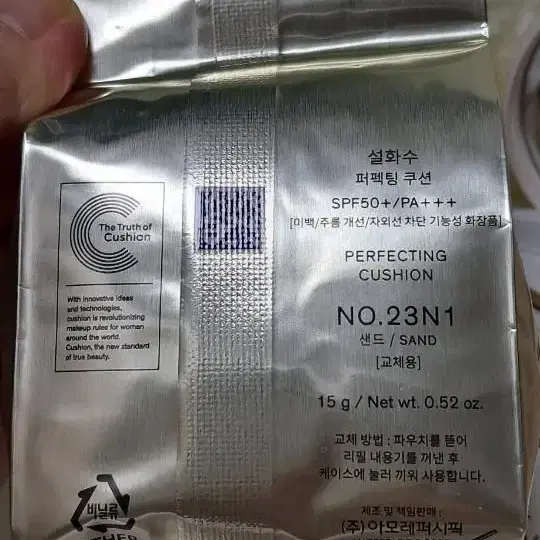 The Truth of
Cushion
With innovative ideas
and technologies,
cushion is revolutionizing
makeup rules for women
around the world.
Cushion, the new standard
of true beauty.
비닐류
OTHER
설화수
퍼펙팅 쿠션
SPF50+/PA+++
[미백/주름 개선/자외선 차단 기능성 화장품]
PERFECTING
CUSHION
NO.23N1
샌드 / SAND
[교체용]
15 g / Net wt. 0.52 oz.
교체 방법 : 파우치를 뜯어
리필 내용기를 꺼낸 후
케이스에 눌러 끼워 사용합니다.
제조 및 책임판매 :
(주)아모레퍼시픽